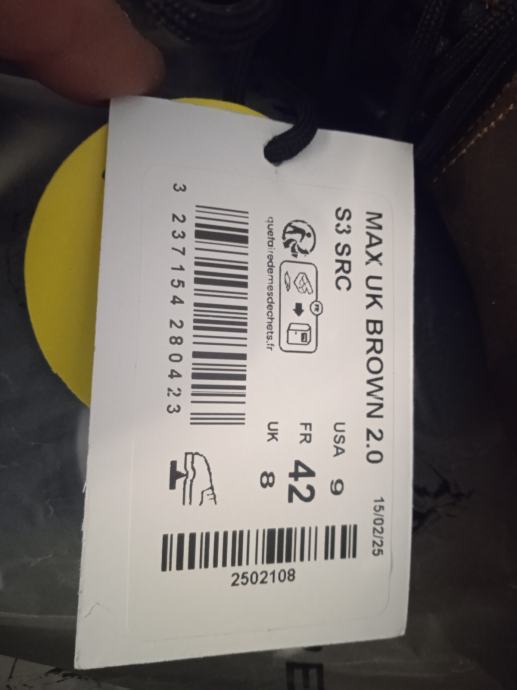 MAX UK BROWN 2.0
15/02/25
S3 SRC
USA 9
FR 42
UK 8
FR
quefairedemesdechets.fr
3 237154 280423
2502108